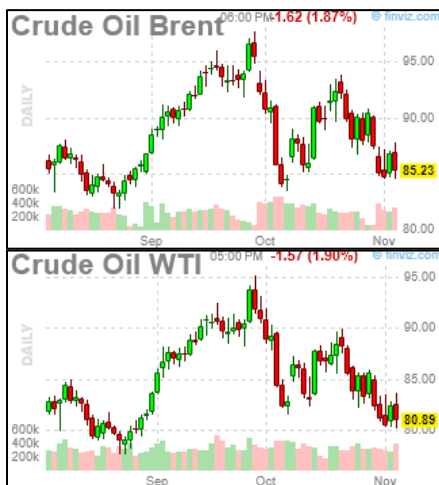 Crude Oil Brent 06:00 PM -1.62 (1.87%) © finviz.com
DAILY
95.00
90.00
85.23
80.00
600k
400k
200k
Sep Oct Nov
Crude Oil WTI 05:00 PM -1.57 (1.90%) © finviz.com
DAILY
95.00
90.00
85.00
80.89
600k
400k
200k
Sep Oct Nov